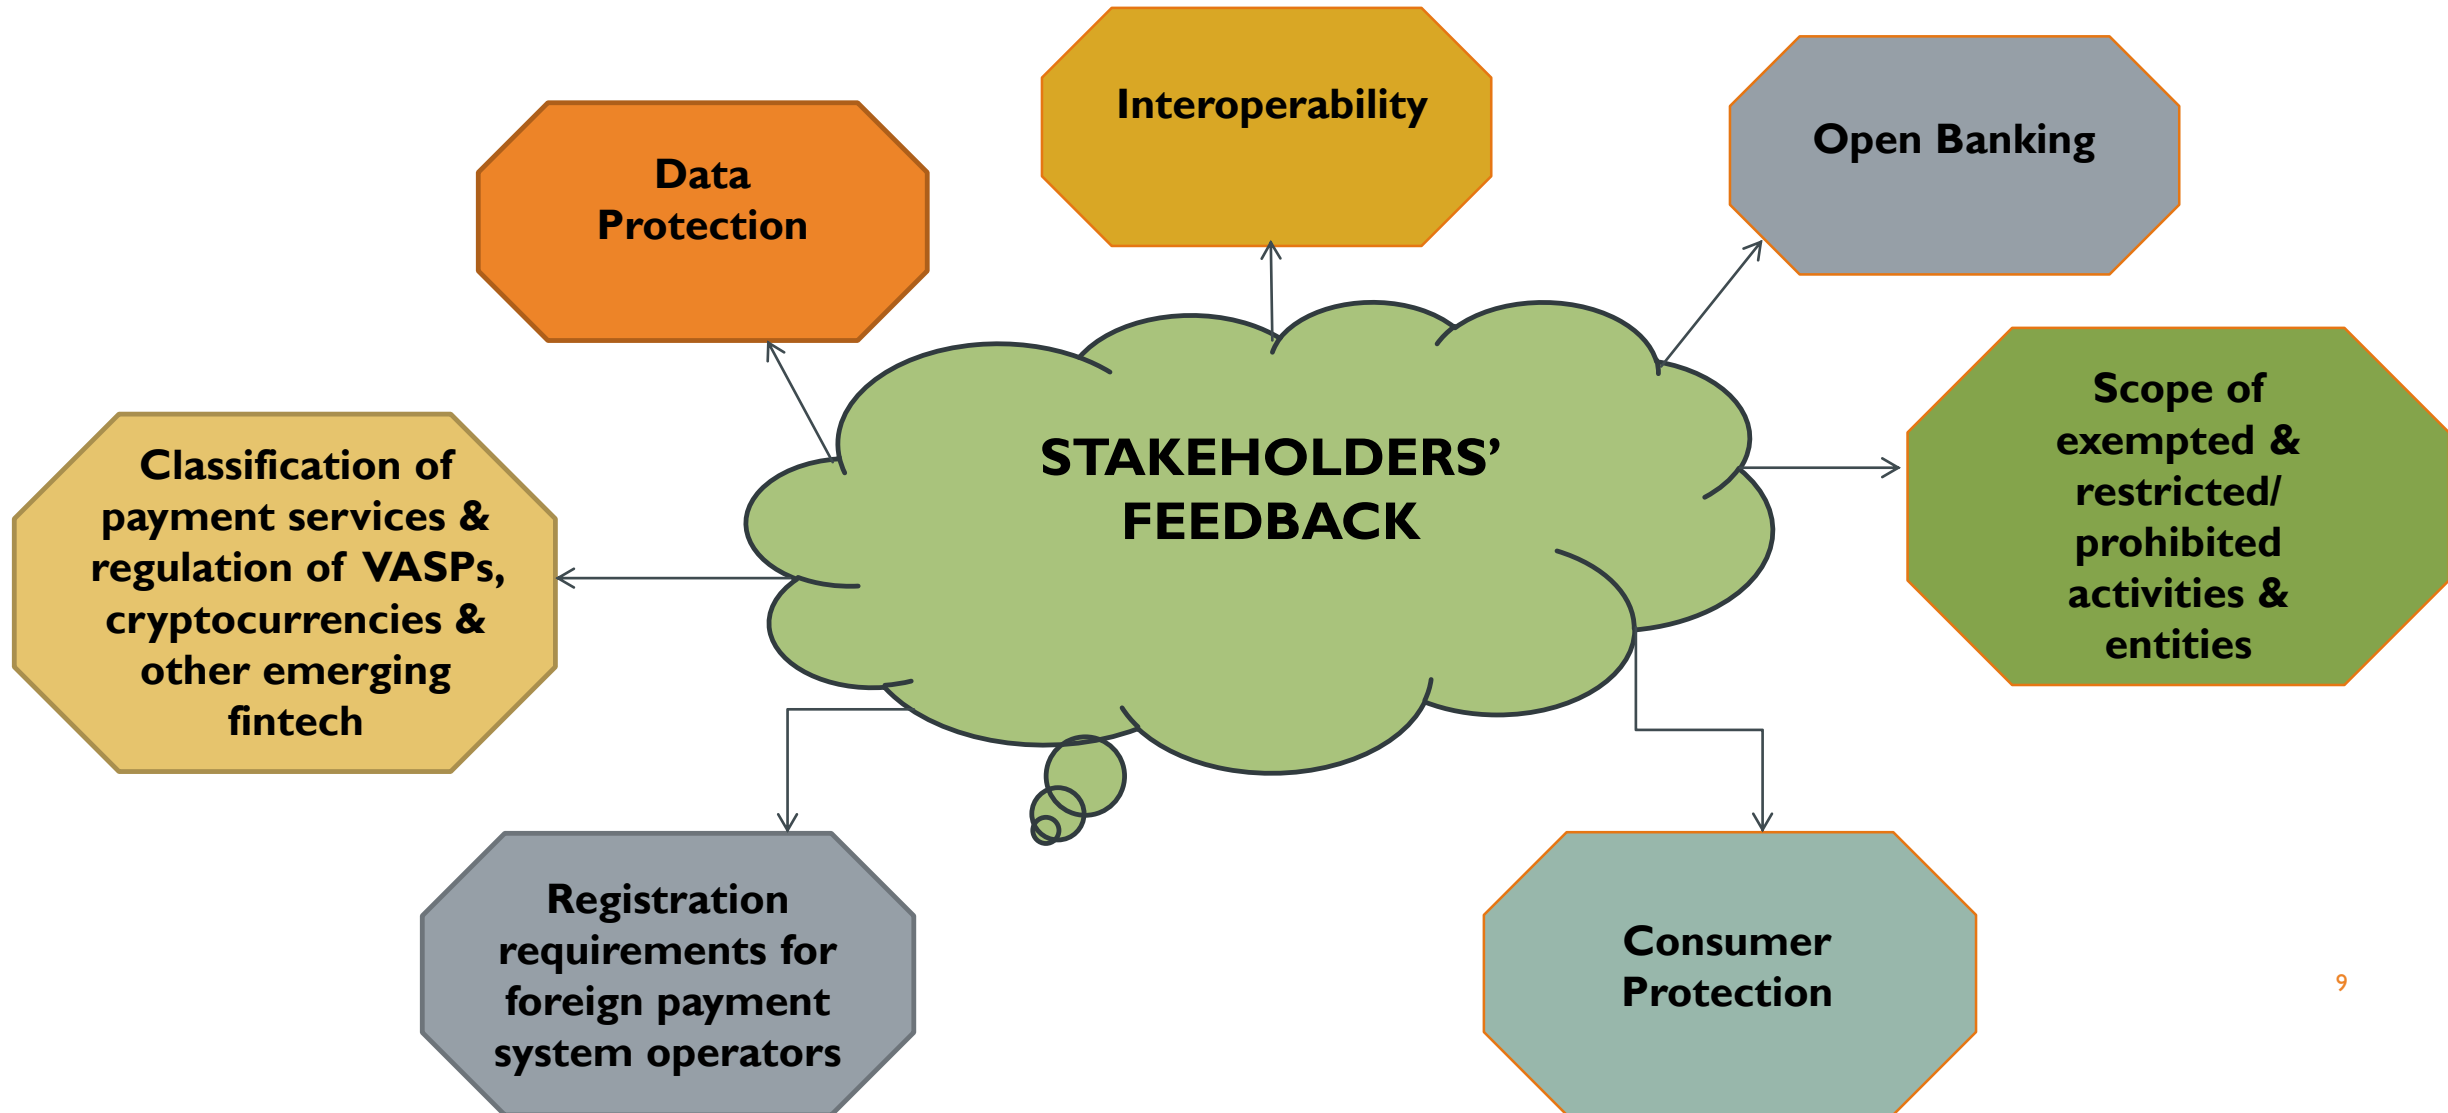 Interoperability
Open Banking
Data
Protection
STAKEHOLDERS’
FEEDBACK
Scope of
exempted &
restricted/
prohibited
activities &
entities
Classification of
payment services &
regulation of VASPs,
cryptocurrencies &
other emerging
fintech
Registration
requirements for
foreign payment
system operators
Consumer
Protection
9